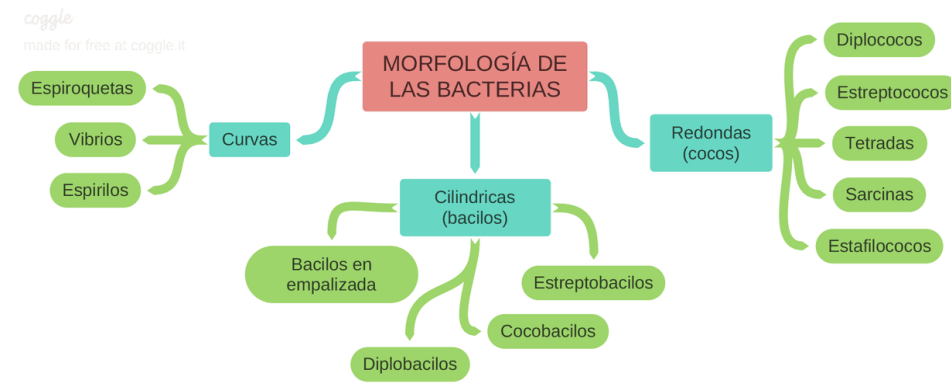 coggle
made for free at coggle.it
MORFOLOGÍA DE
LAS BACTERIAS
Espiroquetas
Vibrios
Espirilos
Curvas
Cilindricas
(bacilos)
Bacilos en
empalizada
Diplobacilos
Cocobacilos
Estreptobacilos
Redondas
(cocos)
Diplococos
Estreptococos
Tetradas
Sarcinas
Estafilococos